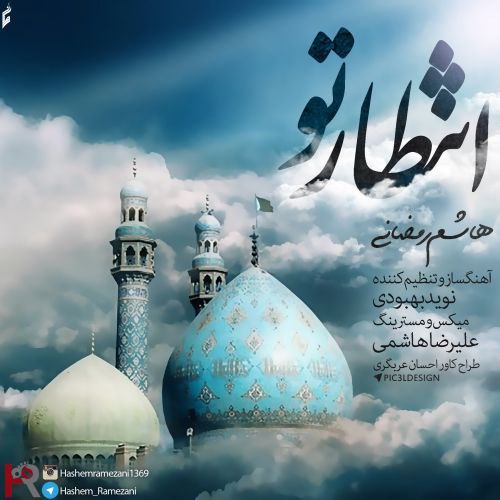 انتظار تو
هاشم رمضانی
آهنگساز و تنظیم کننده
نوید بهبودی
میکس و مسترینگ
علیرضا هاشمی
طراح کاور احسان عربگری
PIC3LDESIGN
Hashemramezani1369
Hashem_Ramezani